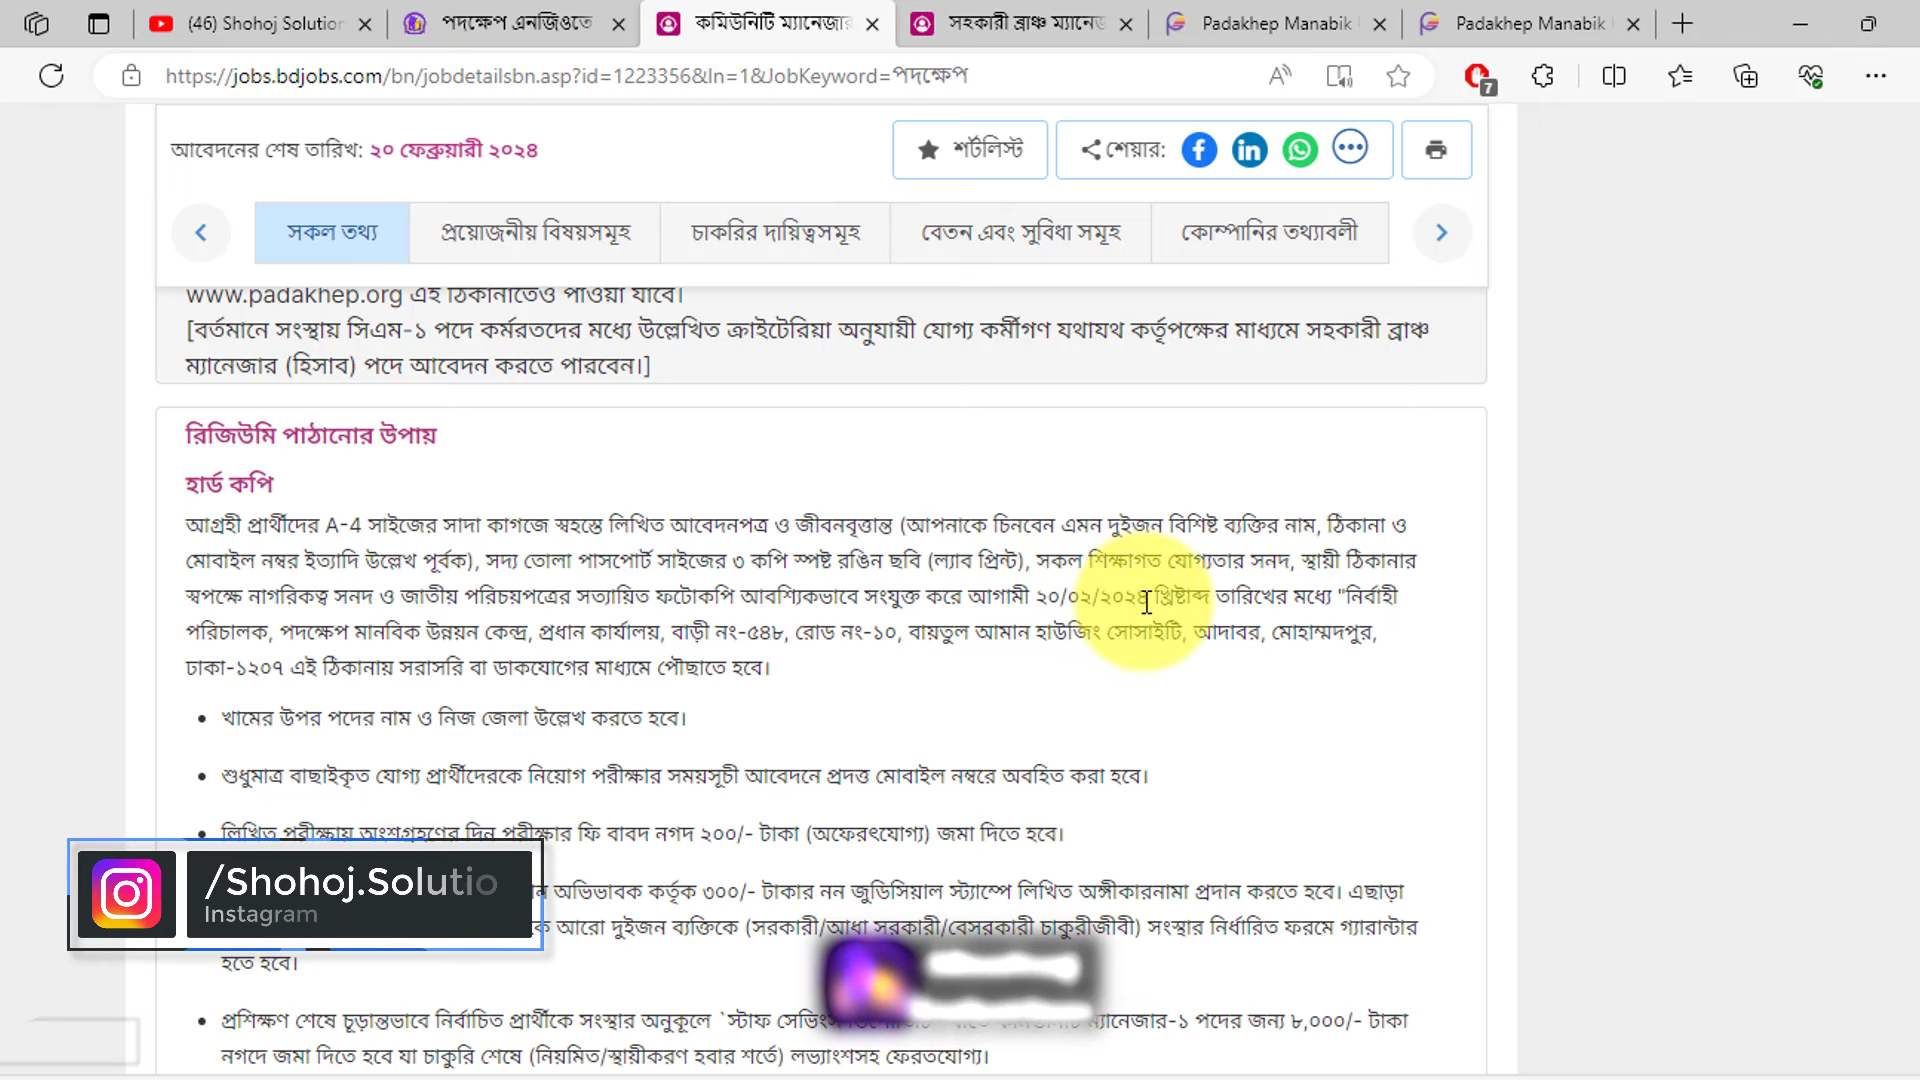 (46) Shohoj Solution
পদক্ষেপ এনজিওতে
কমিউনিটি ম্যানেজার
সহকারী ব্রাঞ্চ ম্যানেজ
Padakhep Manabik
Padakhep Manabik
https://jobs.bdjobs.com/bn/jobdetailsbn.asp?id=1223356&ln=1&JobKeyword=পদক্ষেপ
7
আবেদনের শেষ তারিখ: ২০ ফেব্রুয়ারী ২০২৪
শর্টলিস্ট
শেয়ার:
সকল তথ্য
প্রয়োজনীয় বিষয়সমূহ
চাকরির দায়িত্বসমূহ
বেতন এবং সুবিধা সমূহ
কোম্পানির তথ্যাবলী
www.padakhep.org এই ঠিকানাতেও পাওয়া যাবে।
[বর্তমানে সংস্থায় সিএম-১ পদে কর্মরতদের মধ্যে উল্লেখিত ক্রাইটেরিয়া অনুযায়ী যোগ্য কর্মীগণ যথাযথ কর্তৃপক্ষের মাধ্যমে সহকারী ব্রাঞ্চ
ম্যানেজার (হিসাব) পদে আবেদন করতে পারবেন।]
রিজিউমি পাঠানোর উপায়
হার্ড কপি
আগ্রহী প্রার্থীদের A-4 সাইজের সাদা কাগজে স্বহস্তে লিখিত আবেদনপত্র ও জীবনবৃত্তান্ত (আপনাকে চিনবেন এমন দুইজন বিশিষ্ট ব্যক্তির নাম, ঠিকানা ও
মোবাইল নম্বর ইত্যাদি উল্লেখ পূর্বক), সদ্য তোলা পাসপোর্ট সাইজের ৩ কপি স্পষ্ট রঙিন ছবি (ল্যাব প্রিন্ট), সকল শিক্ষাগত যোগ্যতার সনদ, স্থায়ী ঠিকানার
স্বপক্ষে নাগরিকত্ব সনদ ও জাতীয় পরিচয়পত্রের সত্যায়িত ফটোকপি আবশ্যিকভাবে সংযুক্ত করে আগামী ২০/০২/২০২৪ খ্রিষ্টাব্দ তারিখের মধ্যে "নির্বাহী
পরিচালক, পদক্ষেপ মানবিক উন্নয়ন কেন্দ্র, প্রধান কার্যালয়, বাড়ী নং-৫৪৮, রোড নং-১০, বায়তুল আমান হাউজিং সোসাইটি, আদাবর, মোহাম্মদপুর,
ঢাকা-১২০৭ এই ঠিকানায় সরাসরি বা ডাকযোগের মাধ্যমে পৌছাতে হবে।
• খামের উপর পদের নাম ও নিজ জেলা উল্লেখ করতে হবে।
• শুধুমাত্র বাছাইকৃত যোগ্য প্রার্থীদেরকে নিয়োগ পরীক্ষার সময়সূচী আবেদনে প্রদত্ত মোবাইল নম্বরে অবহিত করা হবে।
• লিখিত পরীক্ষায় অংশগ্রহণের দিন পরীক্ষার ফি বাবদ নগদ ২০০/- টাকা (অফেরৎযোগ্য) জমা দিতে হবে।
অভিভাবক কর্তৃক ৩০০/- টাকার নন জুডিসিয়াল স্ট্যাম্পে লিখিত অঙ্গীকারনামা প্রদান করতে হবে। এছাড়া
আরো দুইজন ব্যক্তিকে (সরকারী/আধা সরকারী/বেসরকারী চাকুরীজীবী) সংস্থার নির্ধারিত ফরমে গ্যারান্টার
হতে হবে।
/Shohoj.Solutio
Instagram
• প্রশিক্ষণ শেষে চূড়ান্তভাবে নির্বাচিত প্রার্থীকে সংস্থার অনুকূলে `স্টাফ ম্যানেজার-১ পদের জন্য ৮,০০০/- টাকা
নগদে জমা দিতে হবে যা চাকুরি শেষে (নিয়মিত/স্থায়ীকরণ হবার শর্তে) লভ্যাংশসহ ফেরতযোগ্য।